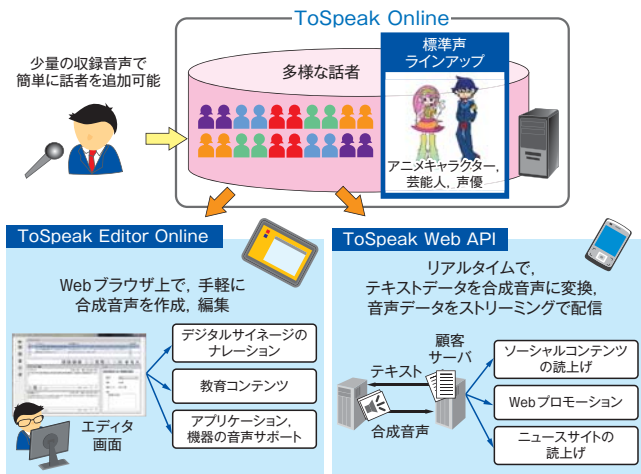 ToSpeak Online
少量の収録音声で
簡単に話者を追加可能
多様な話者
標準声
ラインアップ
アニメキャラクター,
芸能人, 声優
ToSpeak Editor Online
Webブラウザ上で, 手軽に
合成音声を作成, 編集
エディタ
画面
デジタルサイネージの
ナレーション
教育コンテンツ
アプリケーション,
機器の音声サポート
ToSpeak Web API
リアルタイムで,
テキストデータを合成音声に変換,
音声データをストリーミングで配信
顧客
サーバ
テキスト
合成音声
ソーシャルコンテンツ
の読上げ
Webプロモーション
ニュースサイトの
読上げ